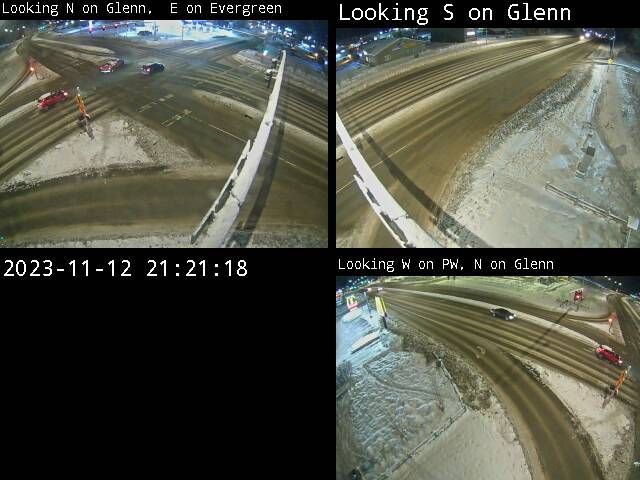 Looking N on Glenn,  E on Evergreen
Looking S on Glenn
2023-11-12 21:21:18
Looking W on PW, N on Glenn